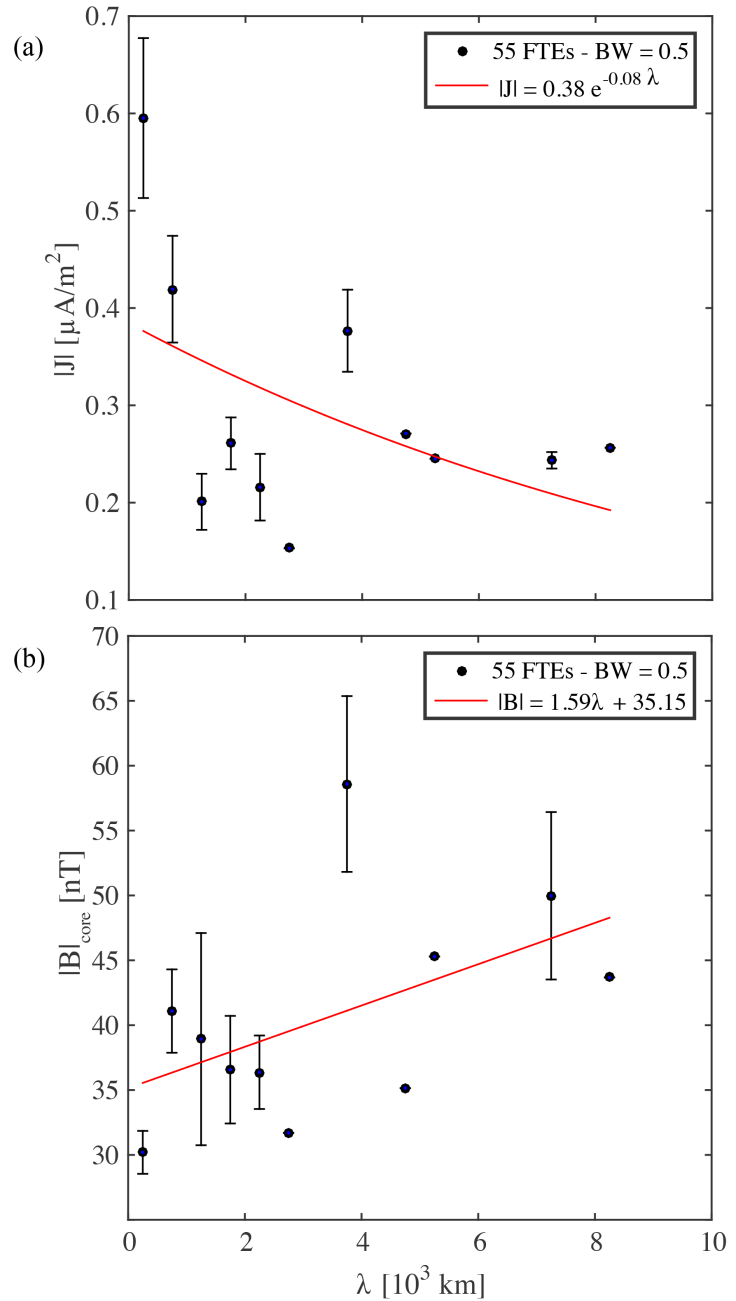 (a)
0.7
0.6
0.5
0.4
0.3
0.2
0.1
|J| [μ A/m²]
55 FTEs - BW = 0.5
|J| = 0.38 e^-0.08 λ
(b)
70
65
60
55
50
45
40
35
30
|B|core [nT]
55 FTEs - BW = 0.5
|B| = 1.59λ + 35.15
0 2 4 6 8 10
λ [10³ km]